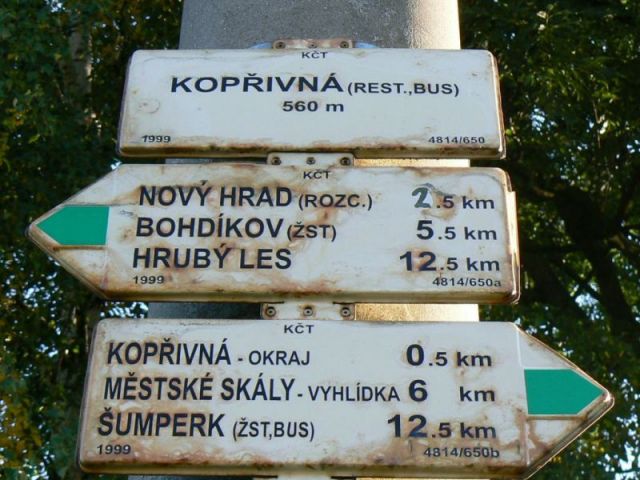 KČT
KOPŘIVNÁ (REST.,BUS)
560 m
1999 4814/650
KČT
NOVÝ HRAD (ROZC.) 2.5 km
BOHDÍKOV (ŽST) 5.5 km
HRUBÝ LES 12.5 km
1999 4814/650a
KČT
KOPŘIVNÁ - OKRAJ 0.5 km
MĚSTSKÉ SKÁLY - VYHLÍDKA 6 km
ŠUMPERK (ŽST,BUS) 12.5 km
1999 4814/650b